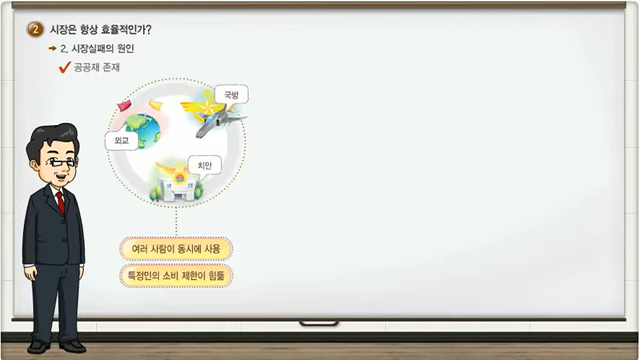 2 시장은 항상 효율적인가?
➜ 2. 시장실패의 원인
✓ 공공재 존재
국방
외교
치안
여러 사람이 동시에 사용
특정인의 소비 제한이 힘듦